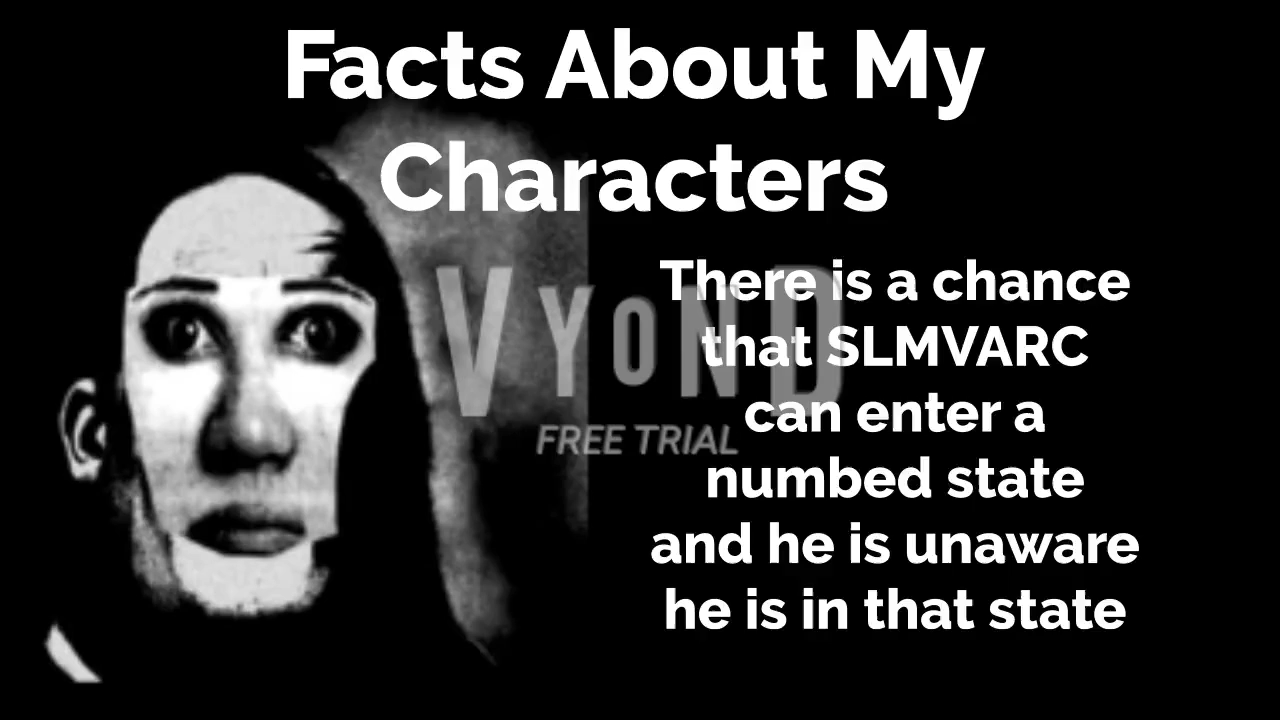 Facts About My
Characters
There is a chance
that SLMVARC
can enter a
numbed state
and he is unaware
he is in that state
VYOND
FREE TRIAL